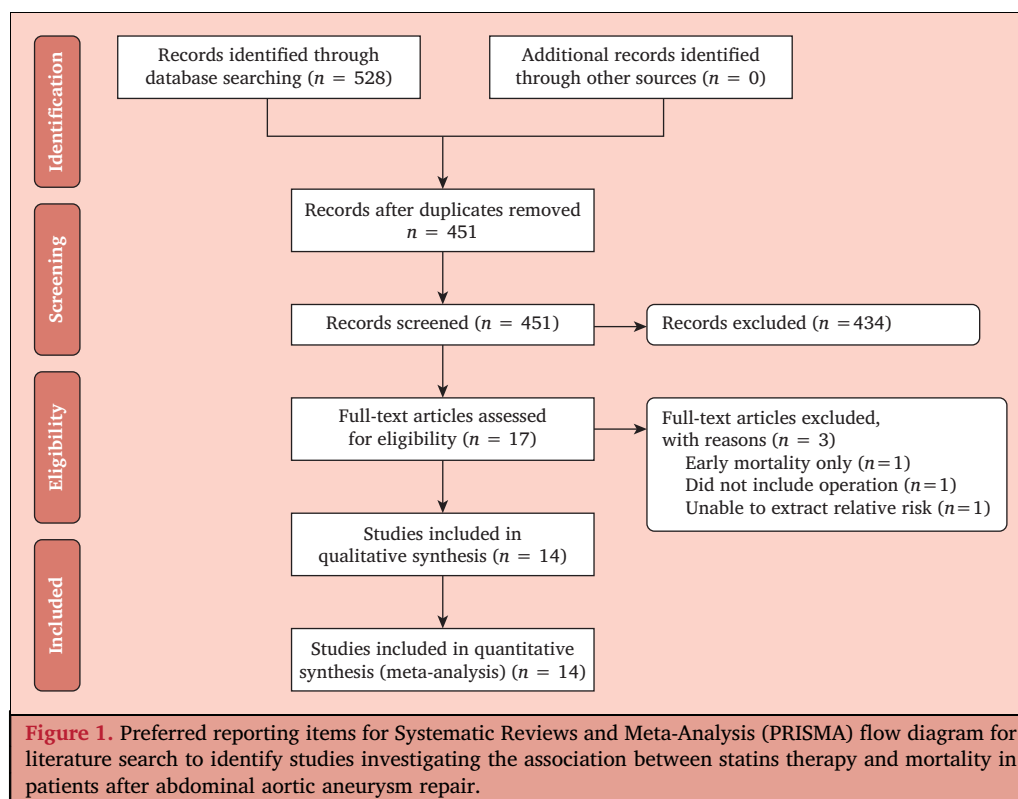 Identification
Records identified through
database searching (n = 528)
Additional records identified
through other sources (n = 0)
Records after duplicates removed
n = 451
Screening
Records screened (n = 451)
Records excluded (n = 434)
Eligibility
Full-text articles assessed
for eligibility (n = 17)
Full-text articles excluded,
with reasons (n = 3)
Early mortality only (n=1)
Did not include operation (n=1)
Unable to extract relative risk (n=1)
Included
Studies included in
qualitative synthesis (n = 14)
Studies included in quantitative
synthesis (meta-analysis) (n = 14)
Figure 1. Preferred reporting items for Systematic Reviews and Meta-Analysis (PRISMA) flow diagram for
literature search to identify studies investigating the association between statins therapy and mortality in
patients after abdominal aortic aneurysm repair.